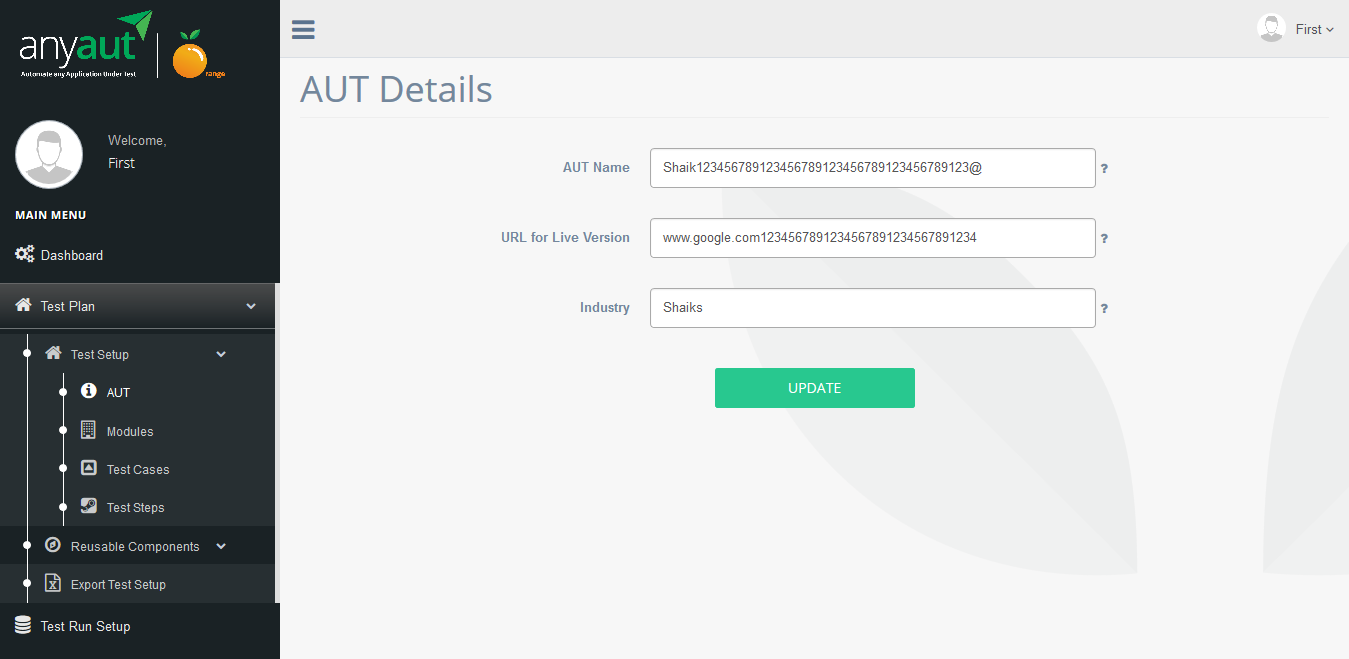 anyaut
Automate any Application Under Test
range
First
Welcome,
First
MAIN MENU
Dashboard
Test Plan
Test Setup
AUT
Modules
Test Cases
Test Steps
Reusable Components
Export Test Setup
Test Run Setup
AUT Details
AUT Name
Shaik123456789123456789123456789123456789123@
?
URL for Live Version
www.google.com1234567891234567891234567891234
?
Industry
Shaiks
?
UPDATE